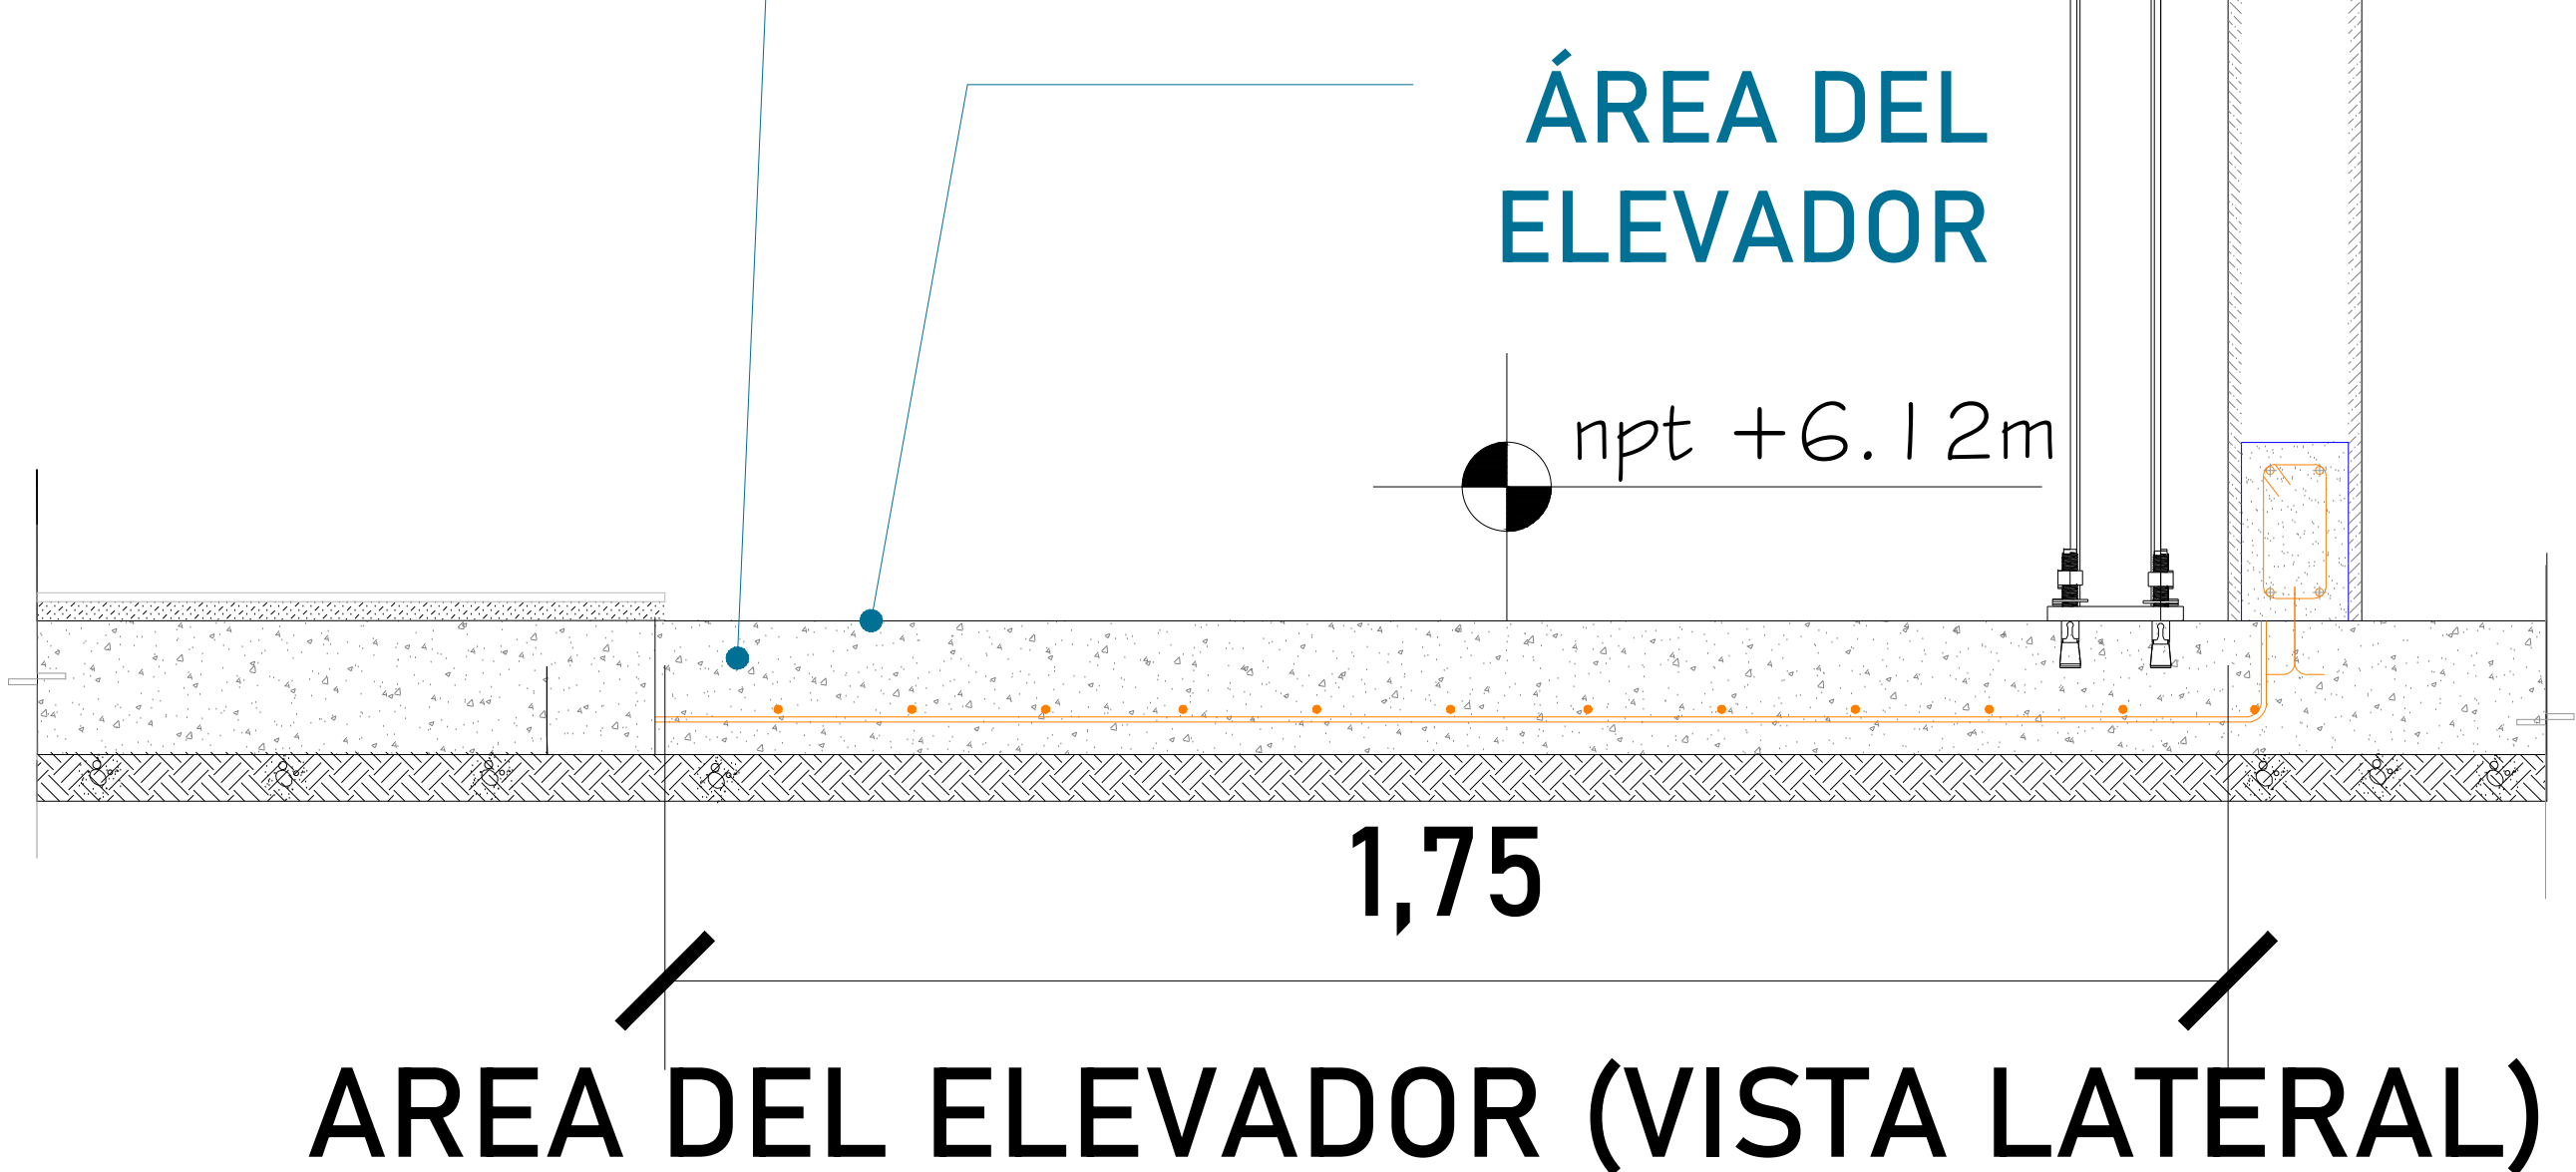 ÁREA DEL
ELEVADOR
npt +6.12m
1,75
AREA DEL ELEVADOR (VISTA LATERAL)